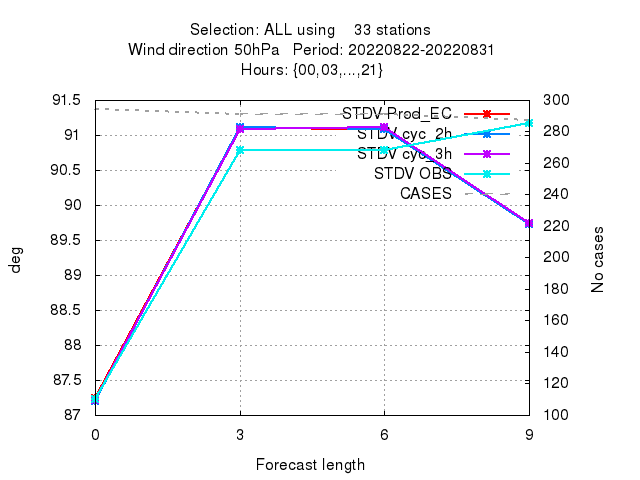 Selection: ALL using    33 stations
Wind direction 50hPa   Period: 20220822-20220831
Hours: {00,03,...,21}
STDV Prod_EC
STDV cyc_2h
STDV cyc_3h
STDV OBS
CASES
91.5
91
90.5
90
89.5
89
88.5
88
87.5
87
300
280
260
240
220
200
180
160
140
120
100
deg
No cases
0 3 6 9
Forecast length